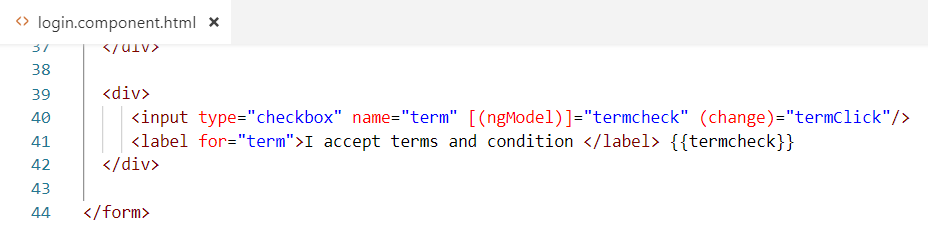 <> login.component.html ×
37 </div>
38
39 <div>
40 <input type="checkbox" name="term" [(ngModel)]="termcheck" (change)="termClick"/>
41 <label for="term">I accept terms and condition </label> {{termcheck}}
42 </div>
43
44 </form>